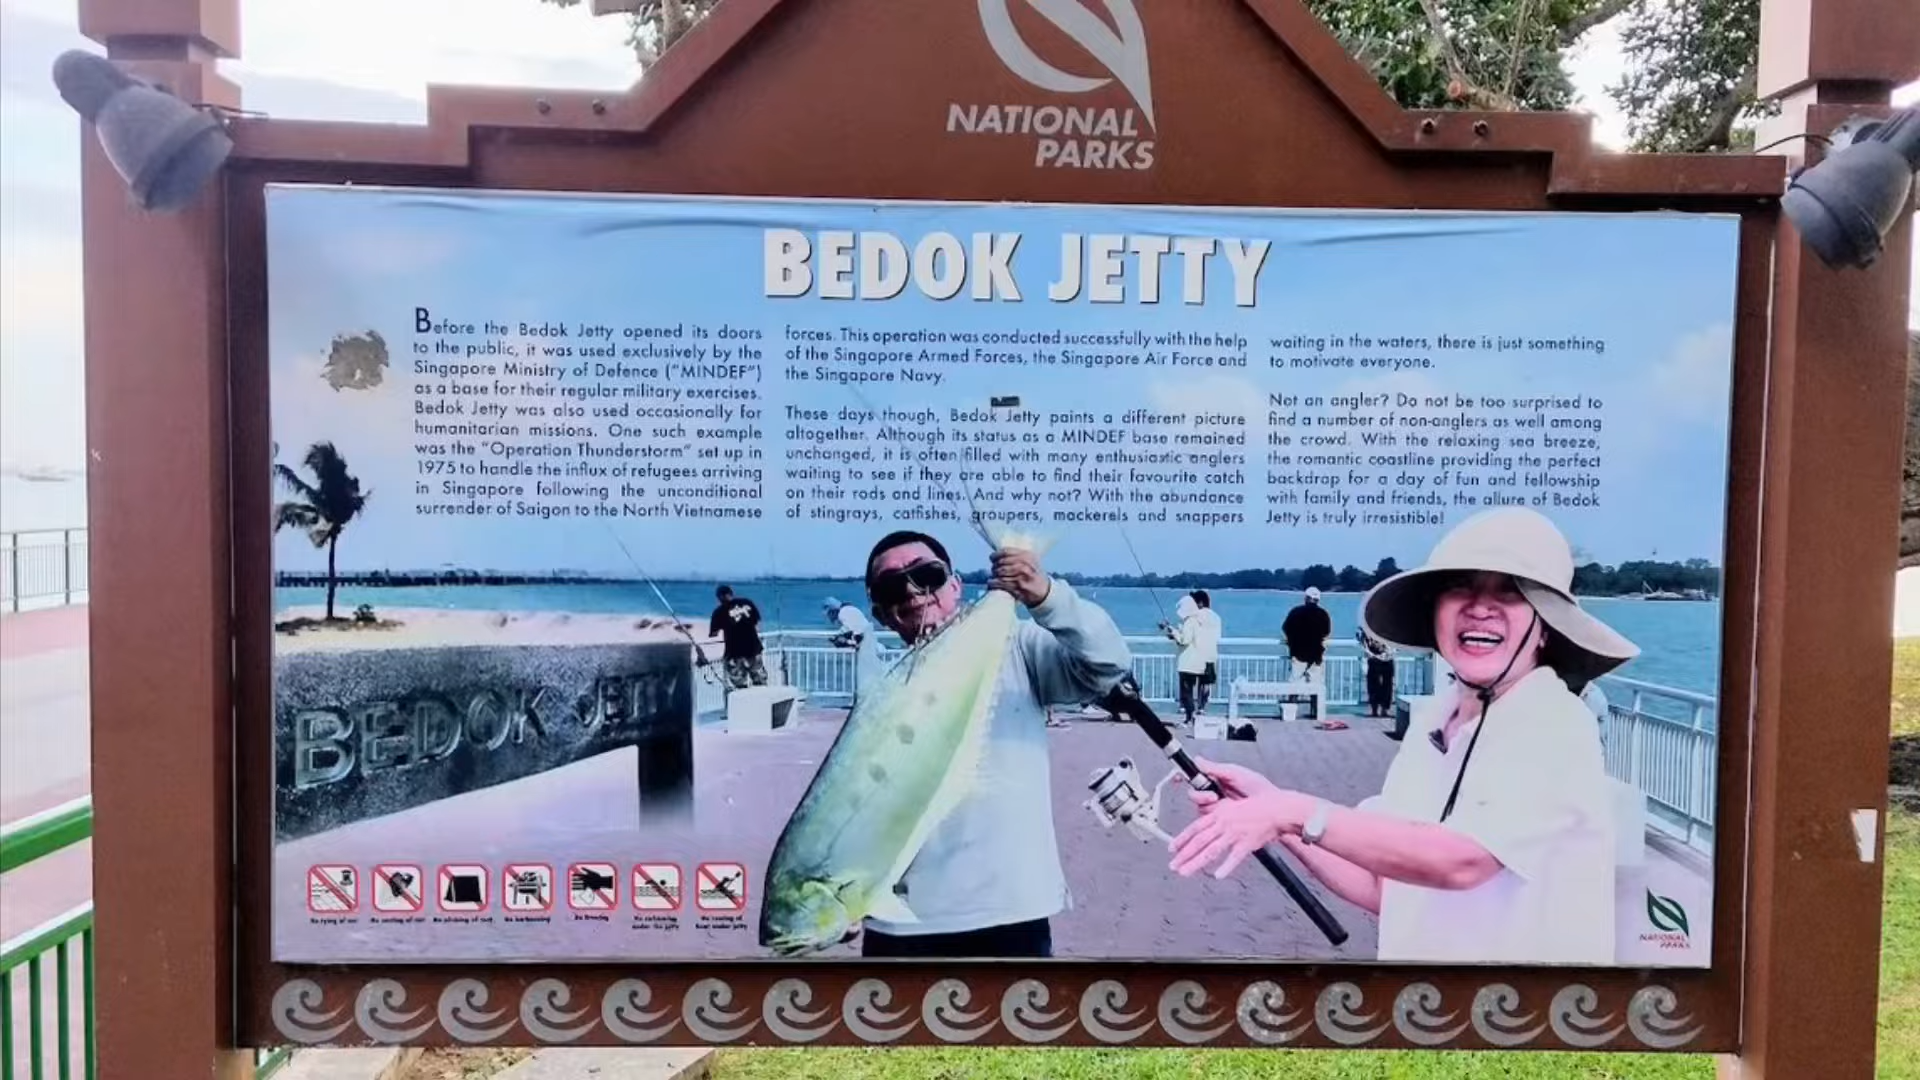 NATIONAL
PARKS
BEDOK JETTY
Before the Bedok Jetty opened its doors
to the public, it was used exclusively by the
Singapore Ministry of Defence ("MINDEF")
as a base for their regular military exercises.
Bedok Jetty was also used occasionally for
humanitarian missions. One such example
was the "Operation Thunderstorm" set up in
1975 to handle the influx of refugees arriving
in Singapore following the unconditional
surrender of Saigon to the North Vietnamese
forces. This operation was conducted successfully with the help
of the Singapore Armed Forces, the Singapore Air Force and
the Singapore Navy.
These days though, Bedok Jetty paints a different picture
altogether. Although its status as a MINDEF base remained
unchanged, it is often filled with many enthusiastic anglers
waiting to see if they are able to find their favourite catch
on their rods and lines. And why not? With the abundance
of stingrays, catfishes, groupers, mackerels and snappers
waiting in the waters, there is just something
to motivate everyone.
Not an angler? Do not be too surprised to
find a number of non-anglers as well among
the crowd. With the relaxing sea breeze,
the romantic coastline providing the perfect
backdrop for a day of fun and fellowship
with family and friends, the allure of Bedok
Jetty is truly irresistible!
BEDOK JETTY
No pitching of tent
No barbecuing
No swimming
under the jetty
NATIONAL
PARKS